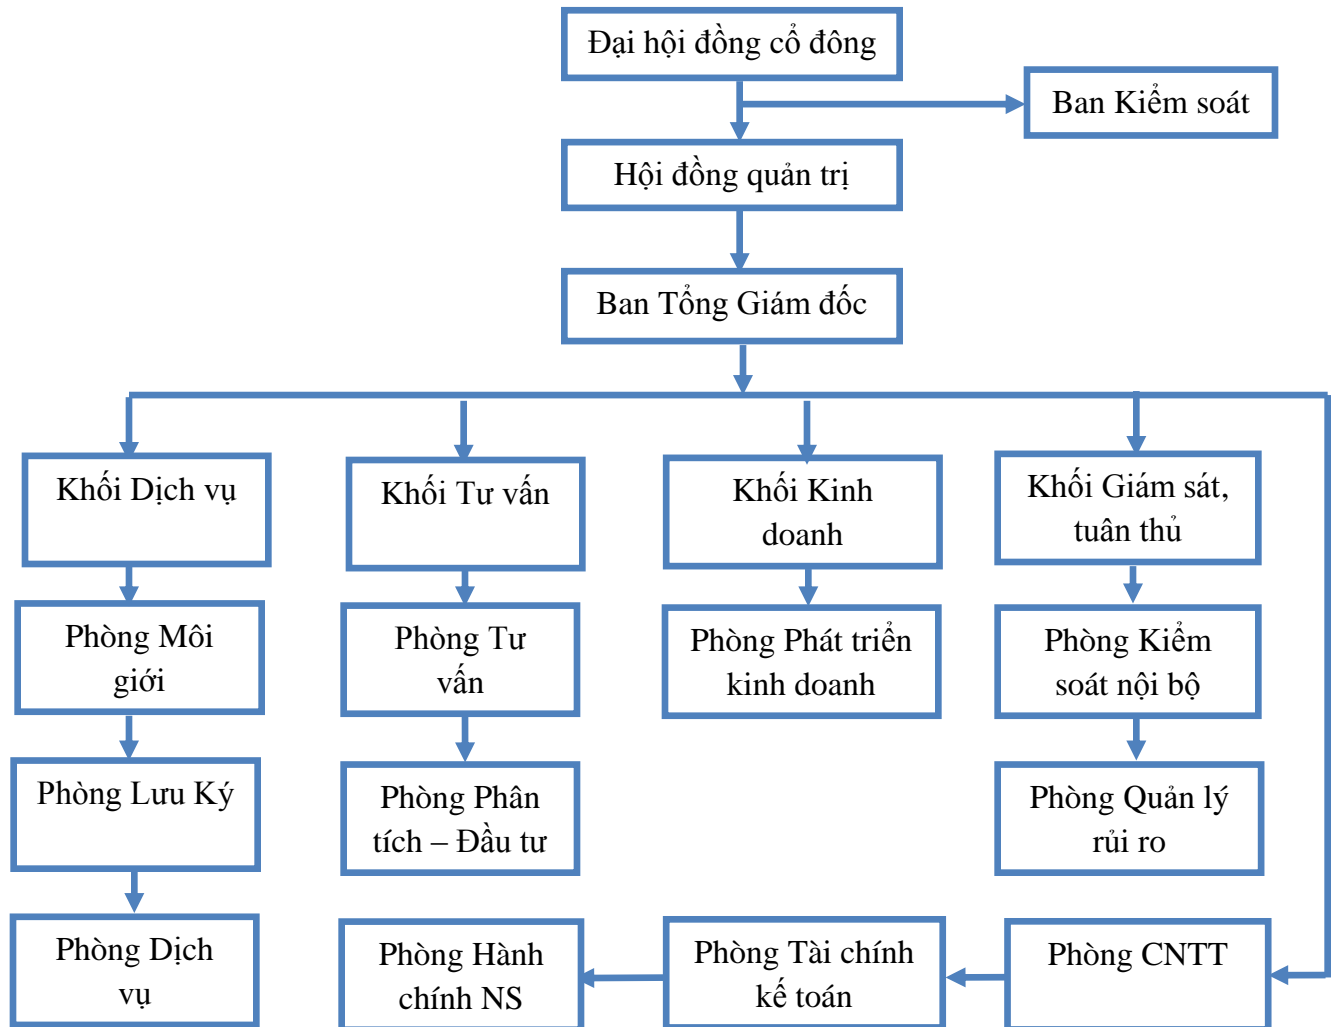 Đại hội đồng cổ đông
Ban Kiểm soát
Hội đồng quản trị
Ban Tổng Giám đốc
Khối Dịch vụ
Khối Tư vấn
Khối Kinh
doanh
Khối Giám sát,
tuân thủ
Phòng Môi
giới
Phòng Tư
vấn
Phòng Phát triển
kinh doanh
Phòng Kiểm
soát nội bộ
Phòng Lưu Ký
Phòng Phân
tích – Đầu tư
Phòng Quản lý
rủi ro
Phòng Dịch
vụ
Phòng Hành
chính NS
Phòng Tài chính
kế toán
Phòng CNTT